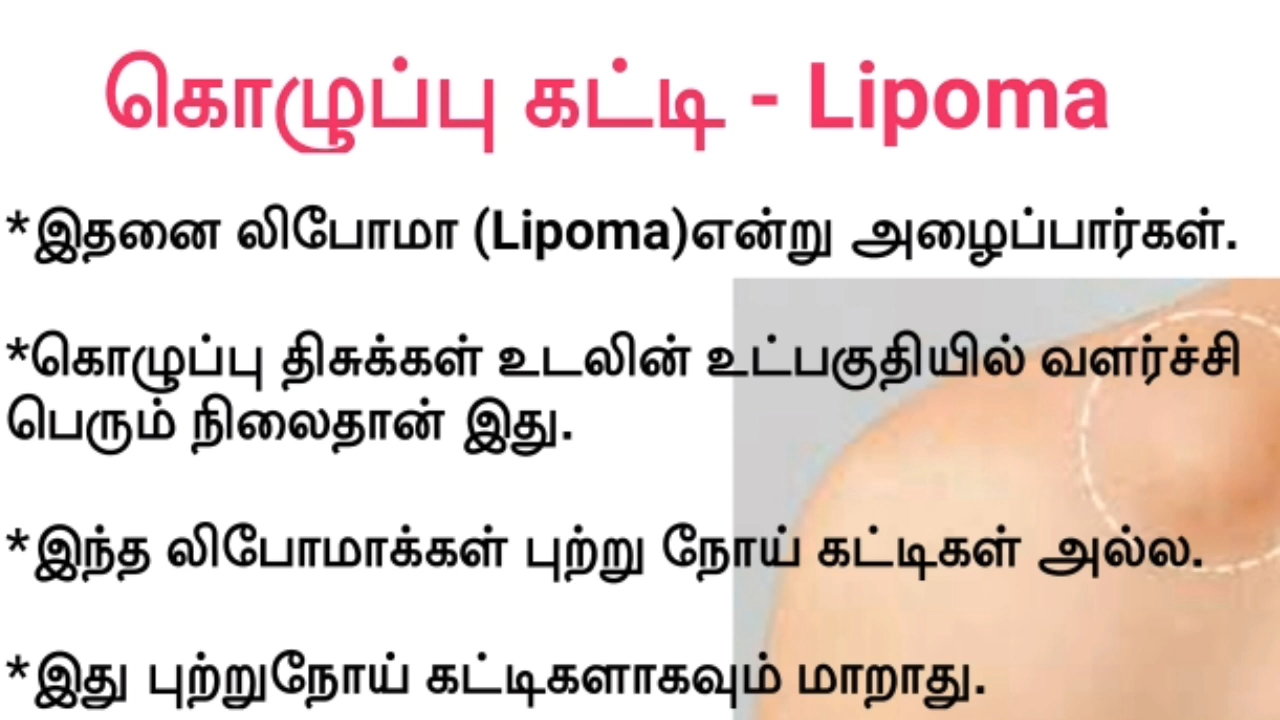 கொழுப்பு கட்டி - Lipoma
*இதனை லிபோமா (Lipoma)என்று அழைப்பார்கள்.
*கொழுப்பு திசுக்கள் உடலின் உட்பகுதியில் வளர்ச்சி
பெரும் நிலைதான் இது.
*இந்த லிபோமாக்கள் புற்று நோய் கட்டிகள் அல்ல.
*இது புற்றுநோய் கட்டிகளாகவும் மாறாது.